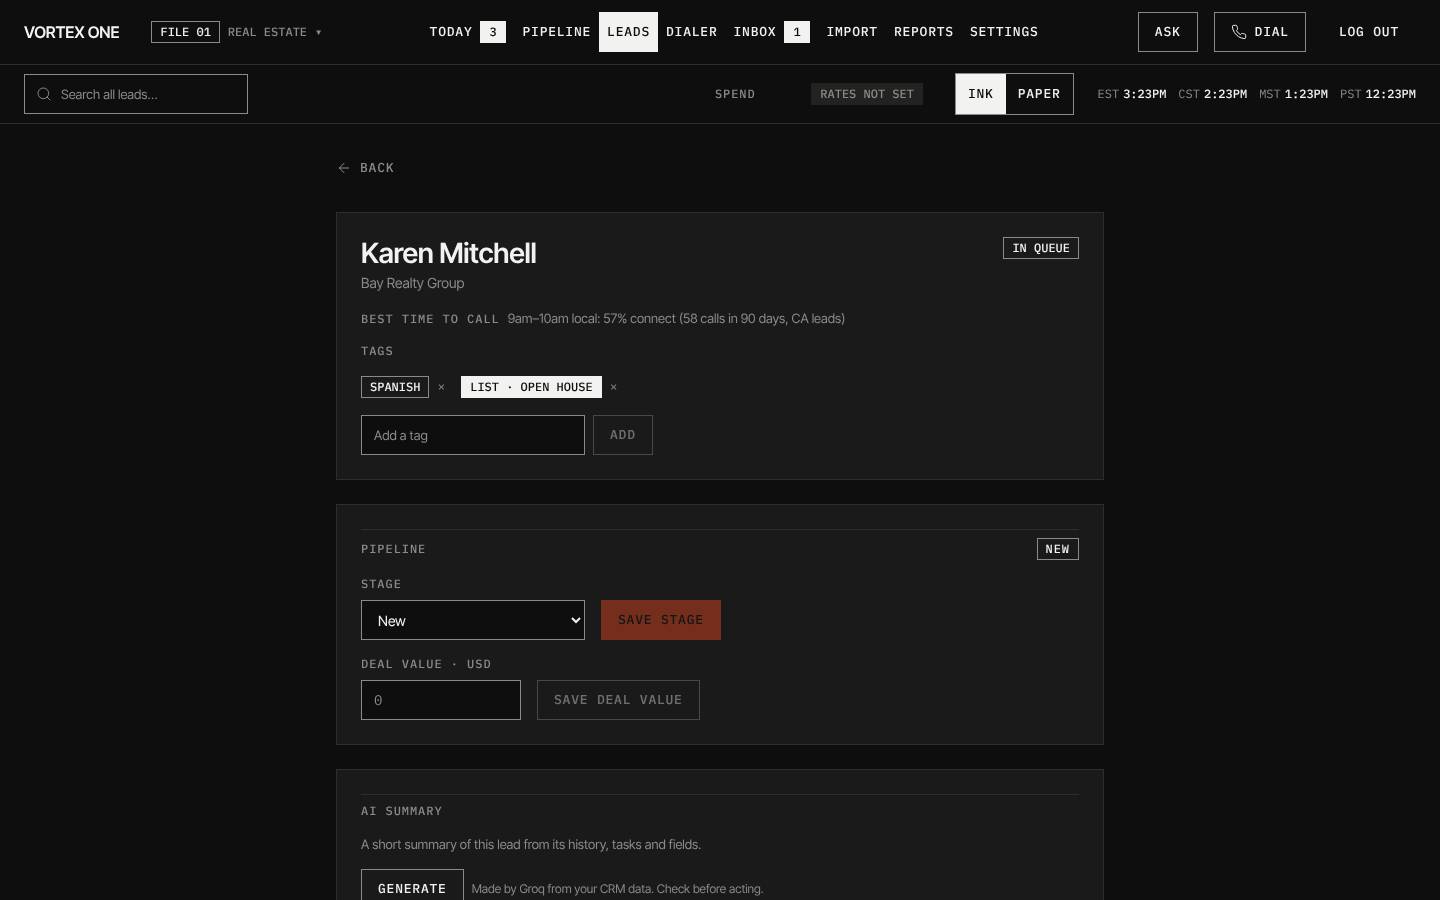 VORTEX ONE FILE 01 REAL ESTATE ▾ TODAY 3 PIPELINE LEADS DIALER INBOX 1 IMPORT REPORTS SETTINGS ASK DIAL LOG OUT
Search all leads... SPEND RATES NOT SET INK PAPER EST 3:23PM CST 2:23PM MST 1:23PM PST 12:23PM
← BACK
Karen Mitchell IN QUEUE
Bay Realty Group
BEST TIME TO CALL 9am–10am local: 57% connect (58 calls in 90 days, CA leads)
TAGS
SPANISH × LIST · OPEN HOUSE ×
Add a tag ADD
PIPELINE NEW
STAGE
New SAVE STAGE
DEAL VALUE · USD
0 SAVE DEAL VALUE
AI SUMMARY
A short summary of this lead from its history, tasks and fields.
GENERATE Made by Groq from your CRM data. Check before acting.